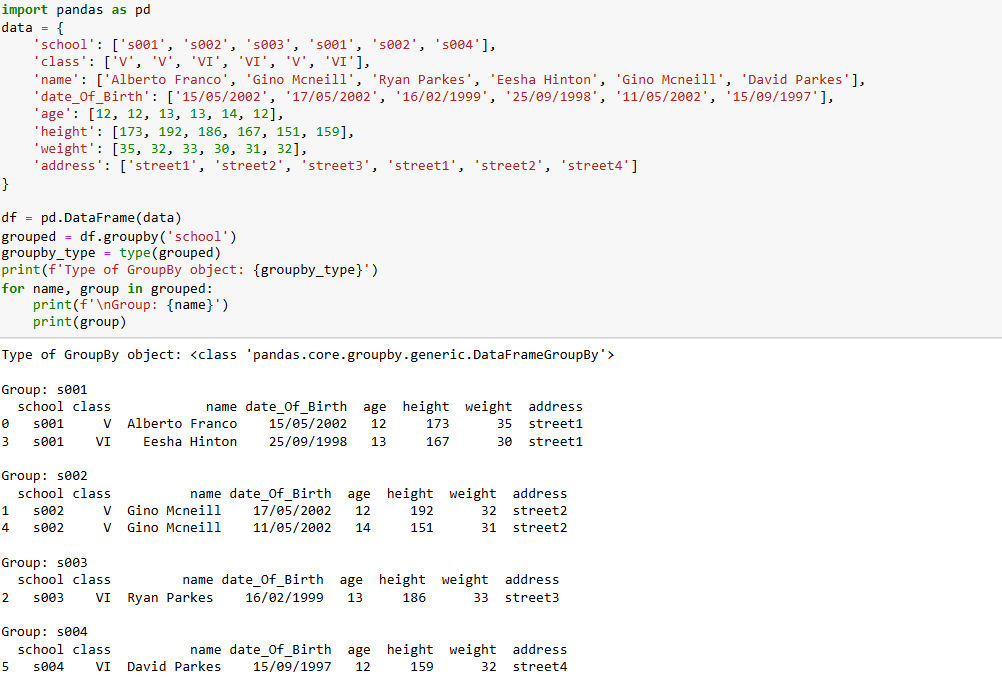 import pandas as pd
data = {
    'school': ['s001', 's002', 's003', 's001', 's002', 's004'],
    'class': ['V', 'V', 'VI', 'VI', 'V', 'VI'],
    'name': ['Alberto Franco', 'Gino Mcneill', 'Ryan Parkes', 'Eesha Hinton', 'Gino Mcneill', 'David Parkes'],
    'date_Of_Birth': ['15/05/2002', '17/05/2002', '16/02/1999', '25/09/1998', '11/05/2002', '15/09/1997'],
    'age': [12, 12, 13, 13, 14, 12],
    'height': [173, 192, 186, 167, 151, 159],
    'weight': [35, 32, 33, 30, 31, 32],
    'address': ['street1', 'street2', 'street3', 'street1', 'street2', 'street4']
}

df = pd.DataFrame(data)
grouped = df.groupby('school')
groupby_type = type(grouped)
print(f'Type of GroupBy object: {groupby_type}')
for name, group in grouped:
    print(f'\nGroup: {name}')
    print(group)

Type of GroupBy object: <class 'pandas.core.groupby.generic.DataFrameGroupBy'>

Group: s001
  school class            name date_Of_Birth  age  height  weight  address
0   s001     V  Alberto Franco    15/05/2002   12     173      35  street1
3   s001    VI    Eesha Hinton    25/09/1998   13     167      30  street1

Group: s002
  school class          name date_Of_Birth  age  height  weight  address
1   s002     V  Gino Mcneill    17/05/2002   12     192      32  street2
4   s002     V  Gino Mcneill    11/05/2002   14     151      31  street2

Group: s003
  school class         name date_Of_Birth  age  height  weight  address
2   s003    VI  Ryan Parkes    16/02/1999   13     186      33  street3

Group: s004
  school class          name date_Of_Birth  age  height  weight  address
5   s004    VI  David Parkes    15/09/1997   12     159      32  street4